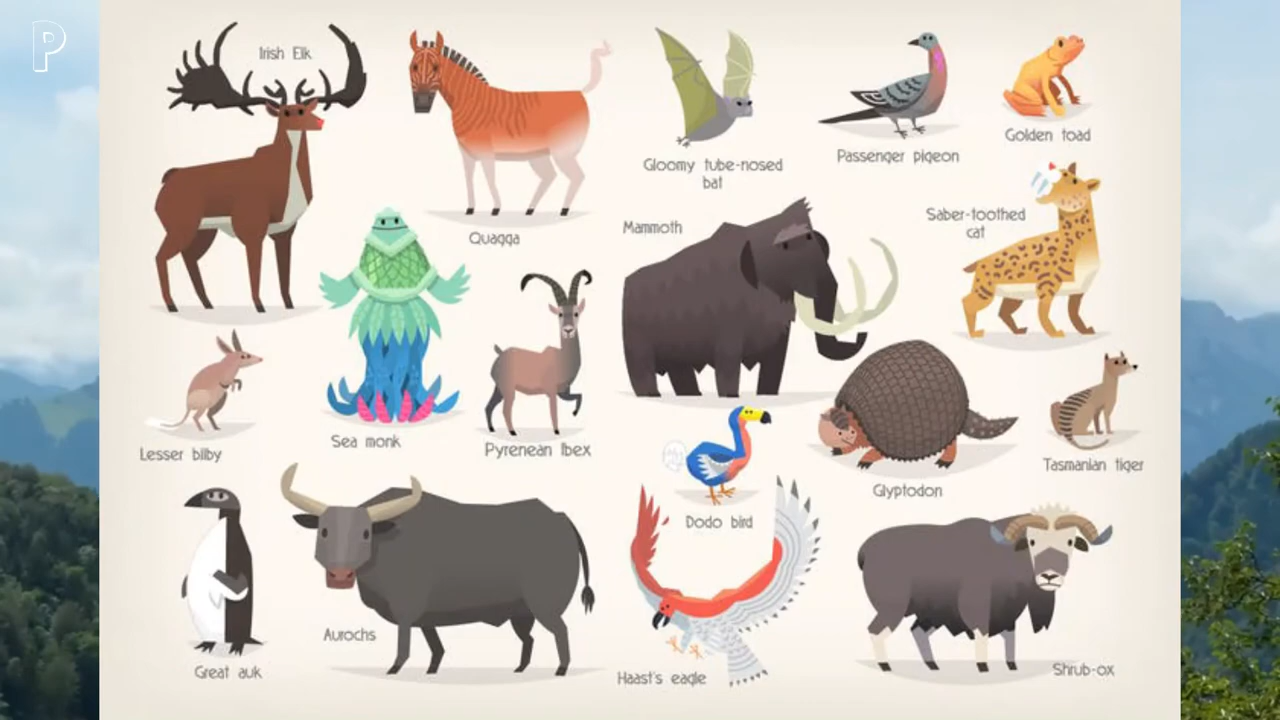 P
Irish Elk
Quagga
Gloomy tube-nosed
bat
Passenger pigeon
Golden toad
Mammoth
Saber-toothed
cat
Lesser bilby
Sea monk
Pyrenean Ibex
Dodo bird
Glyptodon
Tasmanian tiger
Great auk
Aurochs
Haast's eagle
Shrub-ox